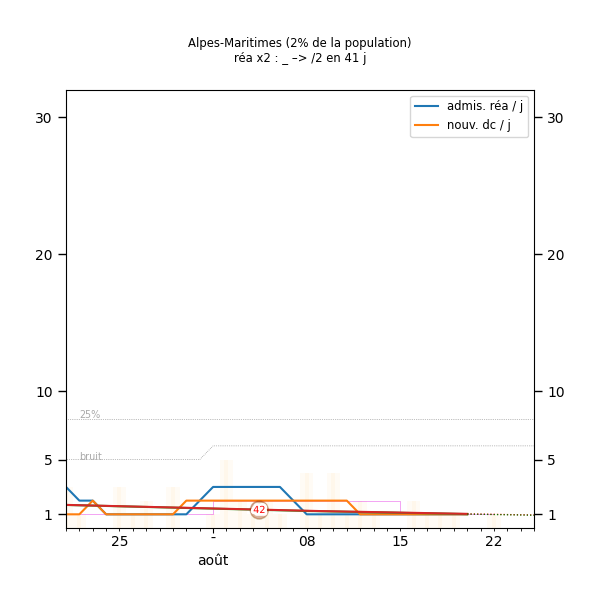 Alpes-Maritimes (2% de la population)
réa x2 : _ –> /2 en 41 j
admis. réa / j
nouv. dc / j
30
30
20
20
10
10
25%
bruit
5
5
42
1
1
25
-
08
15
22
août